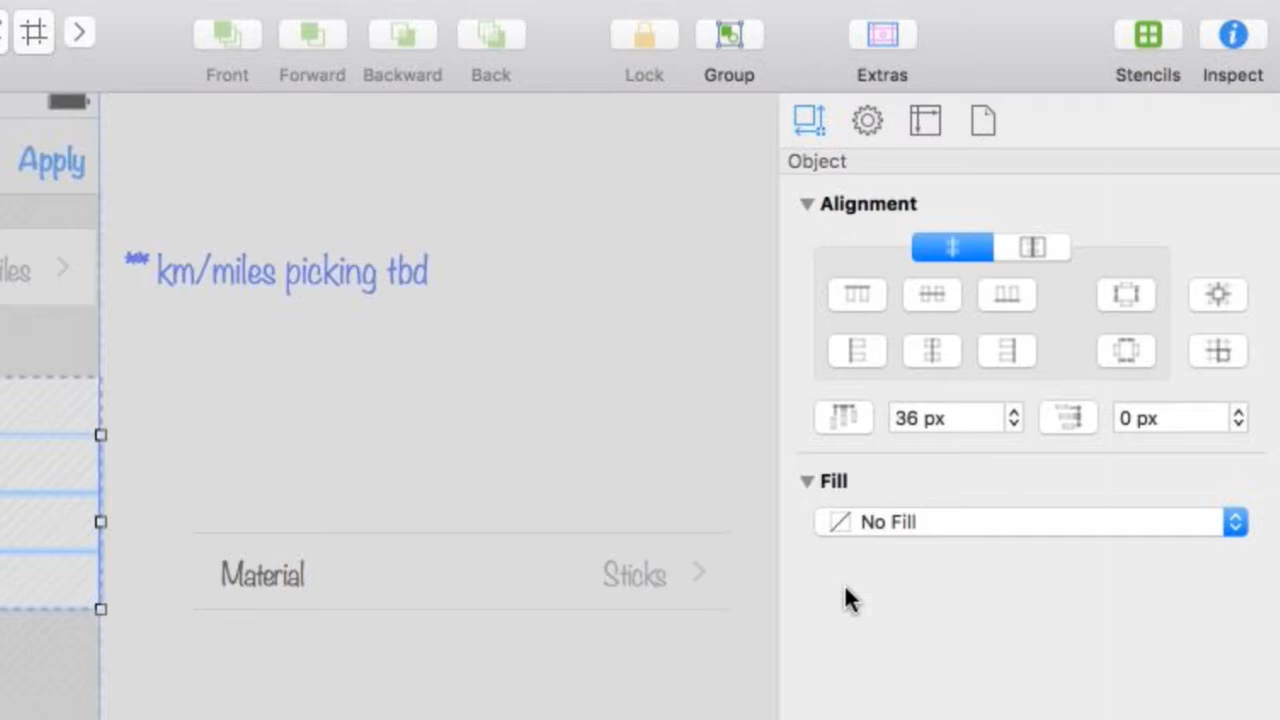 Front Forward Backward Back Lock Group Extras Stencils Inspect
Apply
Object
Alignment
iles
** km/miles picking tbd
36 px 0 px
Fill
No Fill
Material Sticks